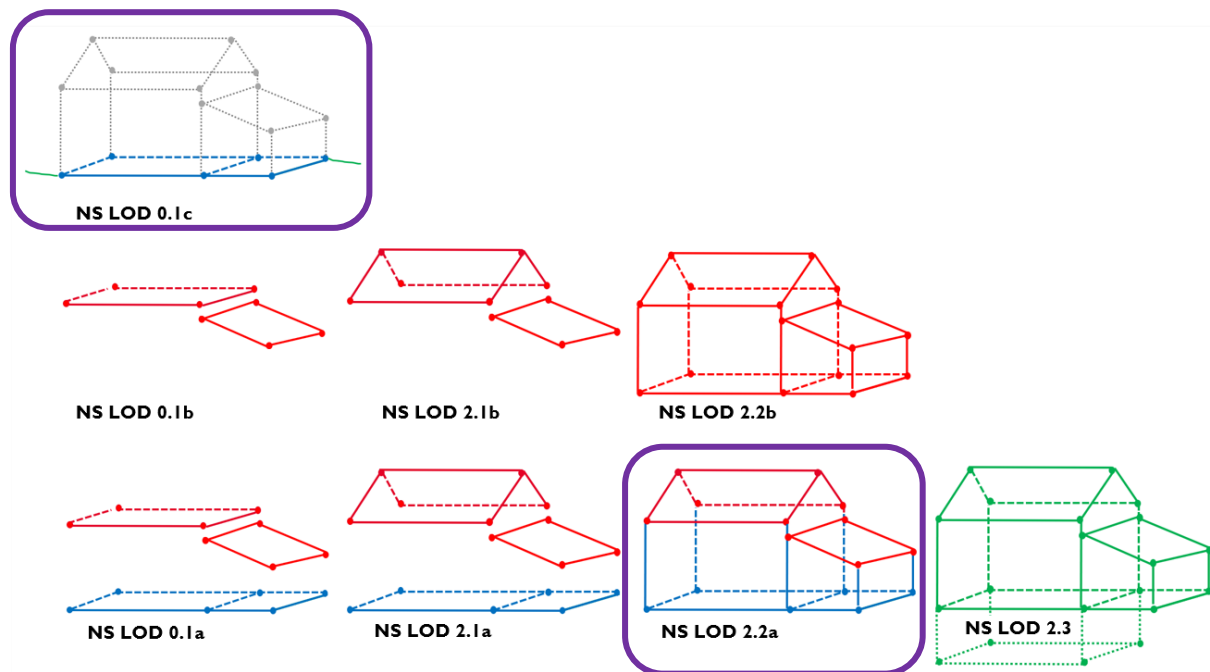 NS LOD 0.1c
NS LOD 0.1b
NS LOD 2.1b
NS LOD 2.2b
NS LOD 0.1a
NS LOD 2.1a
NS LOD 2.2a
NS LOD 2.3